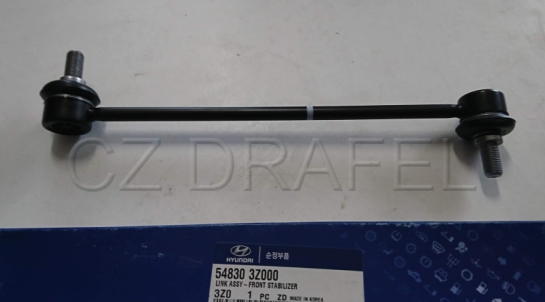 CZ DRAFEL
HYUNDAI 순정부품
54830 3Z000
LINK ASSY-FRONT STABILIZER
3Z0 1 PC ZD MADE IN KOREA